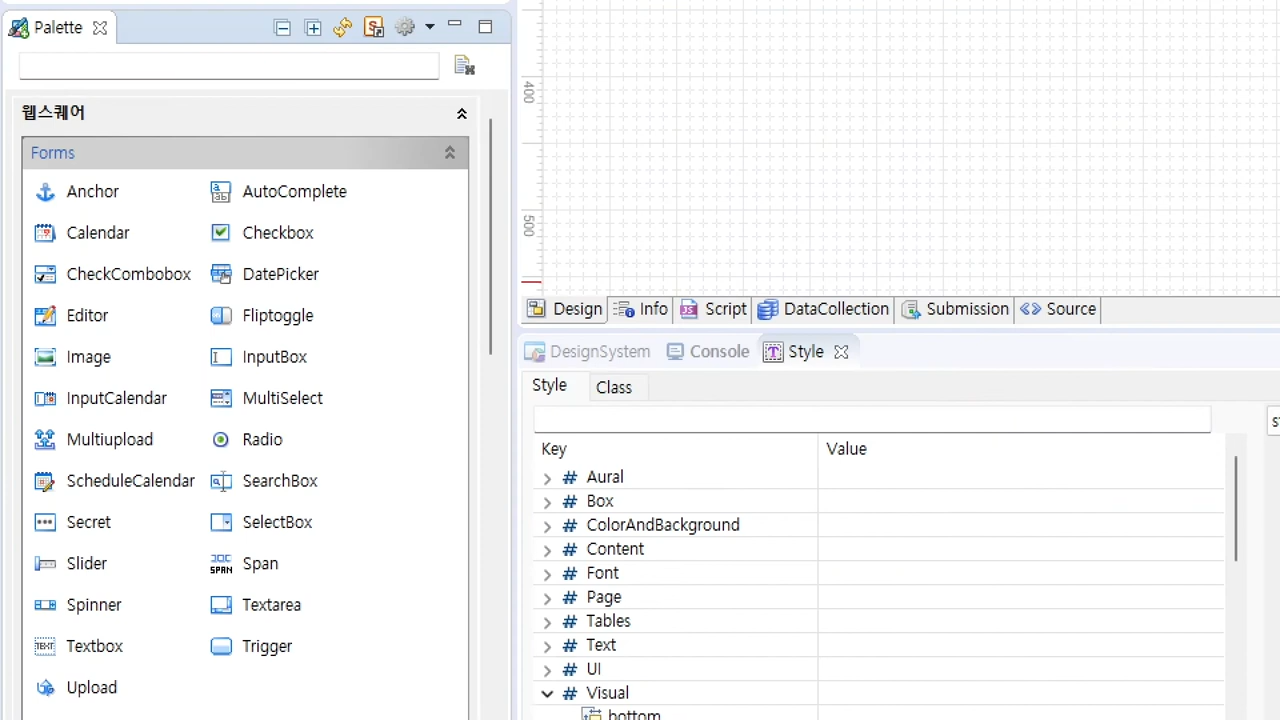 Palette
웹스퀘어
Forms
Anchor AutoComplete
Calendar Checkbox
CheckCombobox DatePicker
Editor Fliptoggle
Image InputBox
InputCalendar MultiSelect
Multiupload Radio
ScheduleCalendar SearchBox
Secret SelectBox
Slider Span
Spinner Textarea
Textbox Trigger
Upload
400
500
Design Info Script DataCollection Submission Source
DesignSystem Console Style
Style Class
Key Value
# Aural
# Box
# ColorAndBackground
# Content
# Font
# Page
# Tables
# Text
# UI
# Visual
bottom